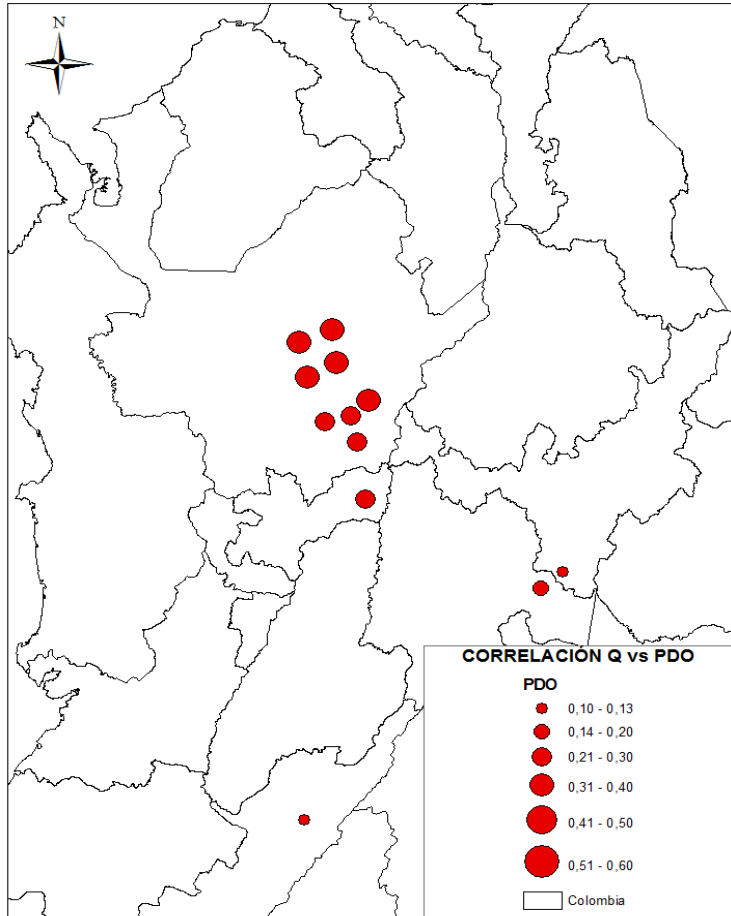 N
CORRELACIÓN Q vs PDO
PDO
0,10 - 0,13
0,14 - 0,20
0,21 - 0,30
0,31 - 0,40
0,41 - 0,50
0,51 - 0,60
Colombia